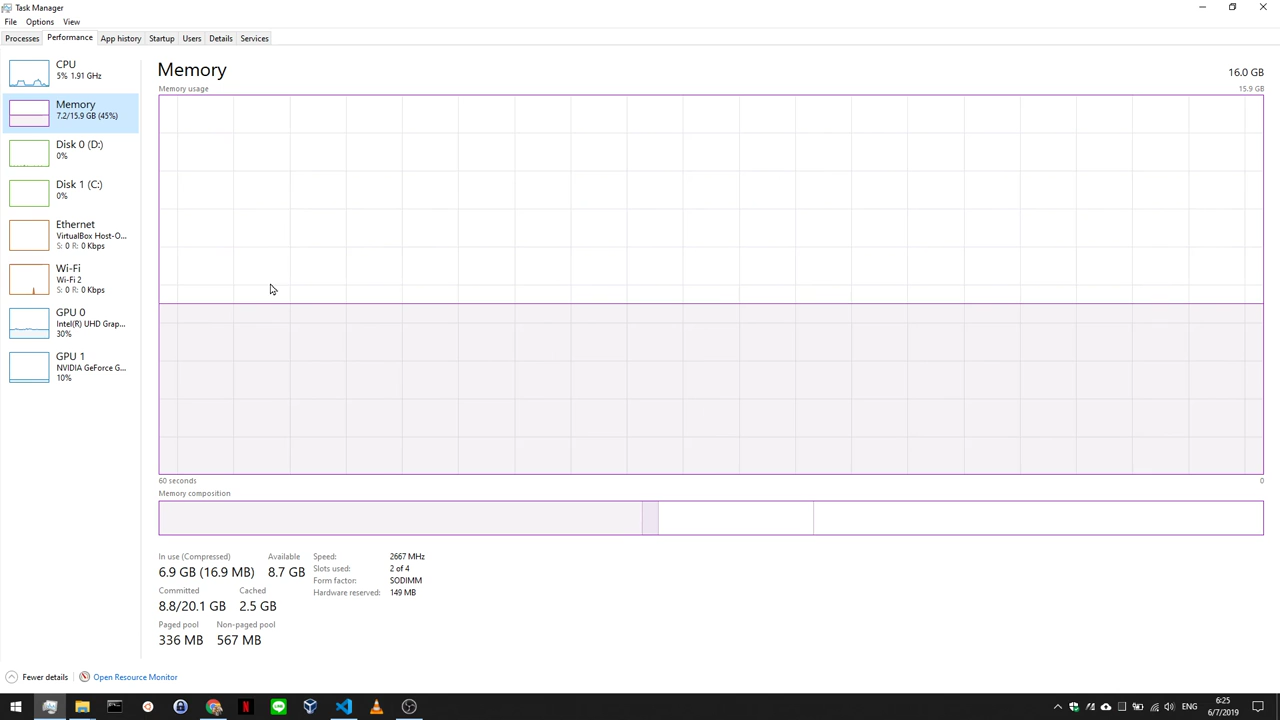 Task Manager
File Options View
Processes Performance App history Startup Users Details Services
CPU
5% 1.91 GHz
Memory
7.2/15.9 GB (45%)
Disk 0 (D:)
0%
Disk 1 (C:)
0%
Ethernet
VirtualBox Host-O...
S: 0 R: 0 Kbps
Wi-Fi
Wi-Fi 2
S: 0 R: 0 Kbps
GPU 0
Intel(R) UHD Grap...
30%
GPU 1
NVIDIA GeForce G...
10%
Memory 16.0 GB
Memory usage 15.9 GB
60 seconds 0
Memory composition
In use (Compressed) Available
6.9 GB (16.9 MB) 8.7 GB
Committed Cached
8.8/20.1 GB 2.5 GB
Paged pool Non-paged pool
336 MB 567 MB
Speed: 2667 MHz
Slots used: 2 of 4
Form factor: SODIMM
Hardware reserved: 149 MB
Fewer details Open Resource Monitor
N LINE ENG 6:25
6/7/2019